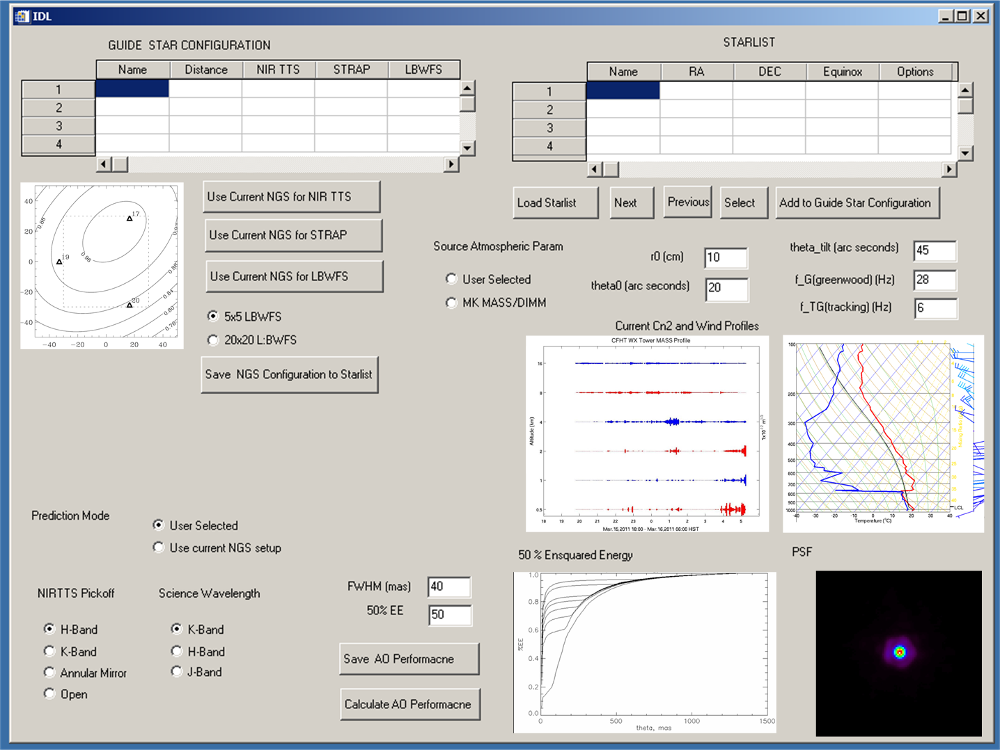 IDL
GUIDE STAR CONFIGURATION
Name Distance NIR TTS STRAP LBWFS
1
2
3
4
STARLIST
Name RA DEC Equinox Options
1
2
3
4
Load Starlist Next Previous Select Add to Guide Star Configuration
40
20
0
−20
−40
−40 −20 0 20 40
17
19
20
0.88
0.96
0.84
0.80
0.76
Use Current NGS for NIR TTS
Use Current NGS for STRAP
Use Current NGS for LBWFS
5x5 LBWFS
20x20 L:BWFS
Save NGS Configuration to Starlist
Source Atmospheric Param
User Selected
MK MASS/DIMM
r0 (cm) 10
theta0 (arc seconds) 20
theta_tilt (arc seconds) 45
f_G(greenwood) (Hz) 28
f_TG(tracking) (Hz) 6
Current Cn2 and Wind Profiles
CFHT WX Tower MASS Profile
Altitude (km)
16
8
4
2
1
0.5
18 19 20 21 22 23 0 1 2 3 4 5
Mar.15,2011 18:00 - Mar.16,2011 06:00 HST
100
200
300
400
500
600
700
800
900
1000
-40 -30 -20 -10 0 10 20 30 40
Temperature (°C)
LCL
Prediction Mode
User Selected
Use current NGS setup
NIRTTS Pickoff
H-Band
K-Band
Annular Mirror
Open
Science Wavelength
K-Band
H-Band
J-Band
FWHM (mas) 40
50% EE 50
Save AO Performacne
Calculate AO Performacne
50 % Ensquared Energy
%EE
1.0
0.8
0.6
0.4
0.2
0.0
0 500 1000 1500
theta, mas
PSF